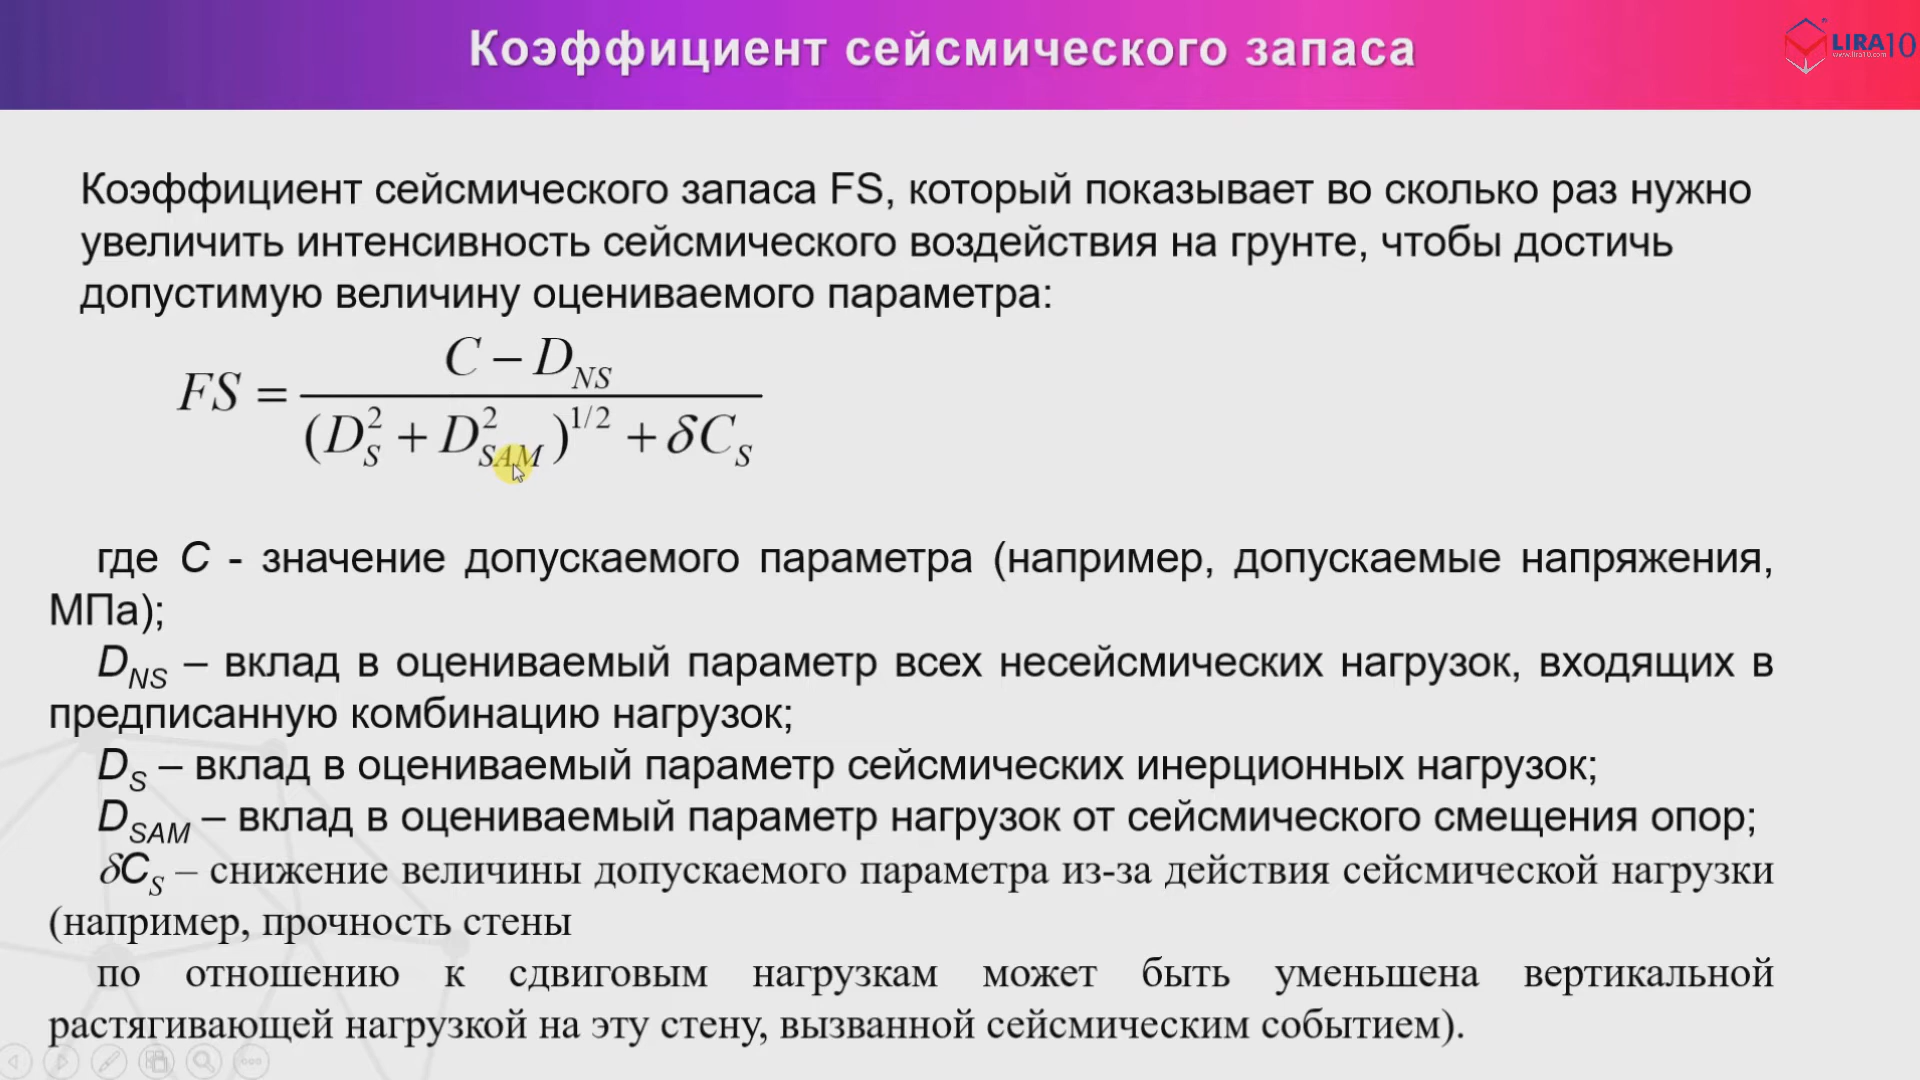 Коэффициент сейсмического запаса
LIRA10
www.lira10.com
Коэффициент сейсмического запаса FS, который показывает во сколько раз нужно
увеличить интенсивность сейсмического воздействия на грунте, чтобы достичь
допустимую величину оцениваемого параметра:
FS = (C − D_NS) / ((D_S^2 + D_SAM^2)^1/2 + δC_S)
где C - значение допускаемого параметра (например, допускаемые напряжения,
МПа);
D_NS – вклад в оцениваемый параметр всех несейсмических нагрузок, входящих в
предписанную комбинацию нагрузок;
D_S – вклад в оцениваемый параметр сейсмических инерционных нагрузок;
D_SAM – вклад в оцениваемый параметр нагрузок от сейсмического смещения опор;
δC_S – снижение величины допускаемого параметра из-за действия сейсмической нагрузки
(например, прочность стены
по отношению к сдвиговым нагрузкам может быть уменьшена вертикальной
растягивающей нагрузкой на эту стену, вызванной сейсмическим событием).